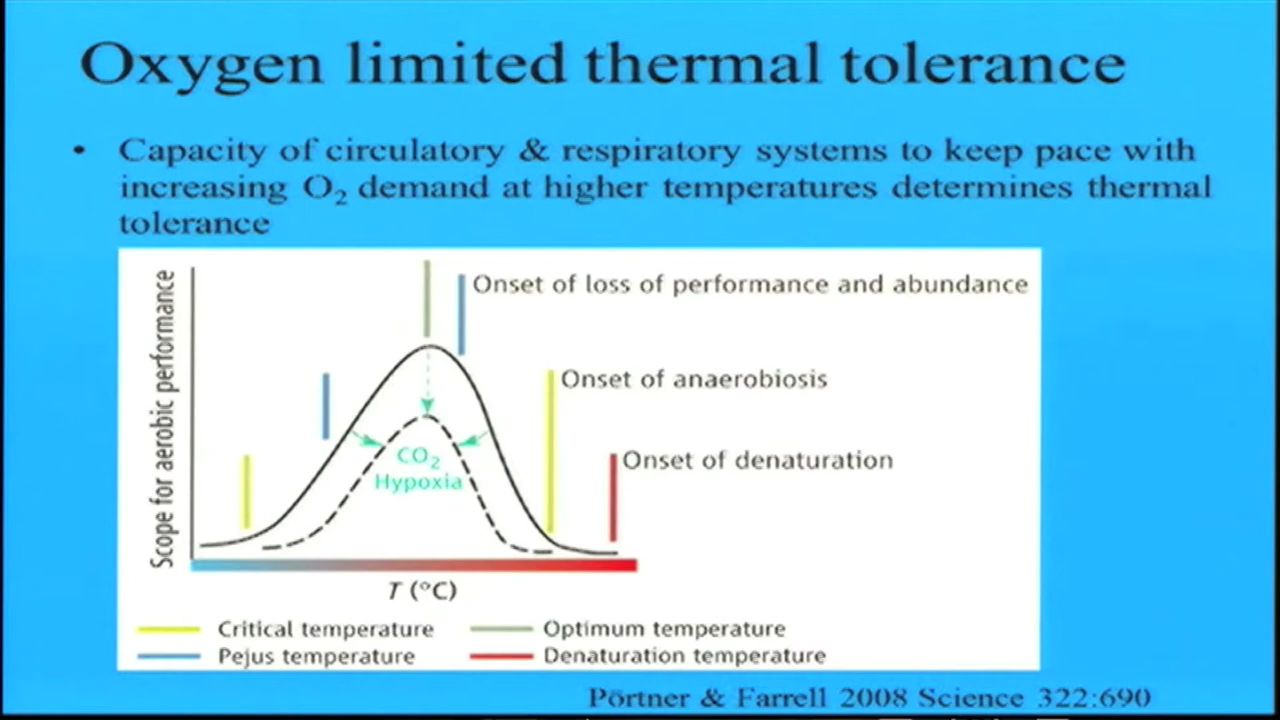 Oxygen limited thermal tolerance
• Capacity of circulatory & respiratory systems to keep pace with
increasing O₂ demand at higher temperatures determines thermal
tolerance
Scope for aerobic performance
Onset of loss of performance and abundance
Onset of anaerobiosis
Onset of denaturation
CO₂
Hypoxia
T (°C)
Critical temperature
Optimum temperature
Pejus temperature
Denaturation temperature
Pörtner & Farrell 2008 Science 322:690